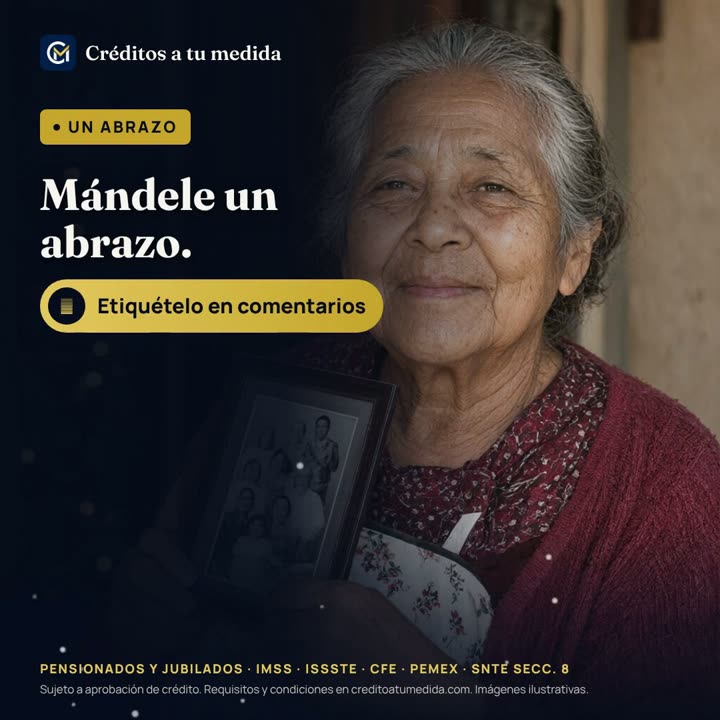 Créditos a tu medida
• UN ABRAZO
Mándele un
abrazo.
Etiquételo en comentarios
PENSIONADOS Y JUBILADOS · IMSS · ISSSTE · CFE · PEMEX · SNTE SECC. 8
Sujeto a aprobación de crédito. Requisitos y condiciones en creditoatumedida.com. Imágenes ilustrativas.